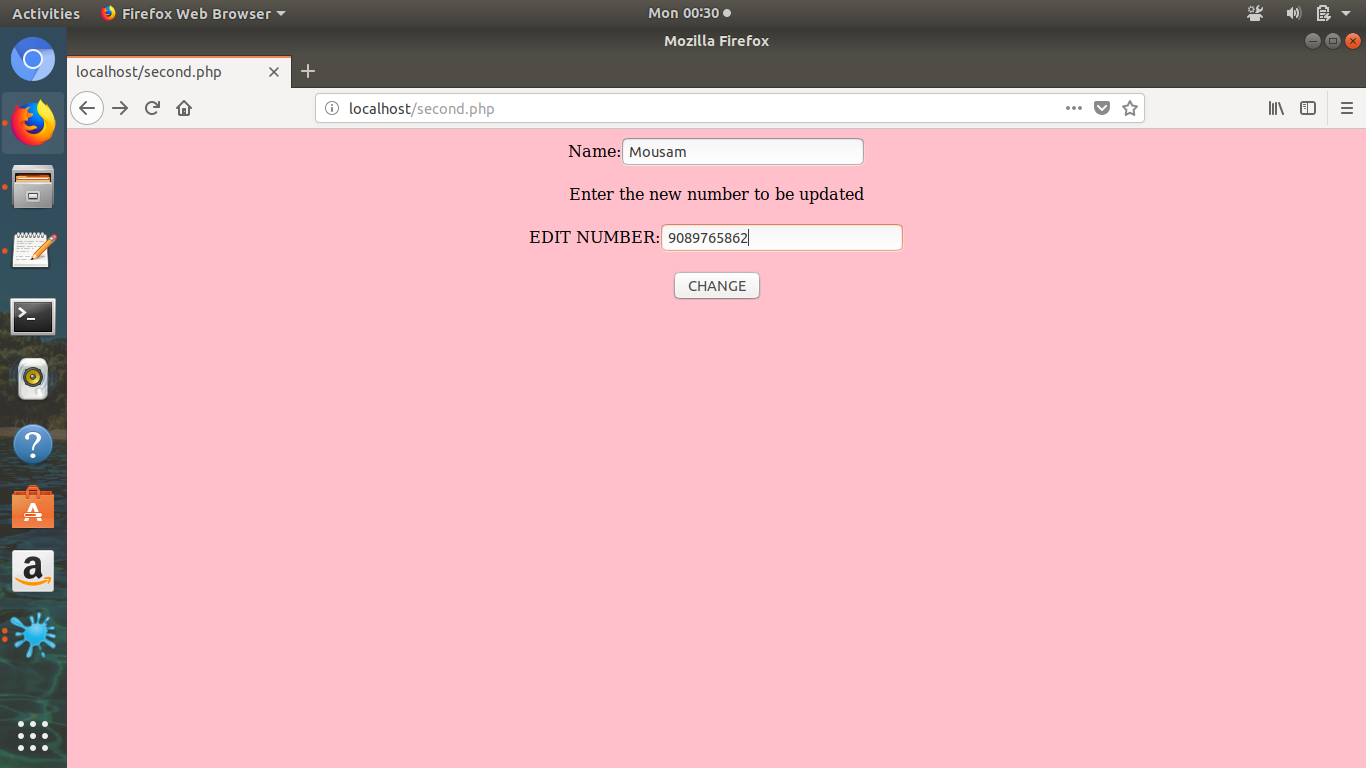 Activities Firefox Web Browser Mon 00:30
Mozilla Firefox
localhost/second.php
localhost/second.php
Name: Mousam
Enter the new number to be updated
EDIT NUMBER: 9089765862
CHANGE